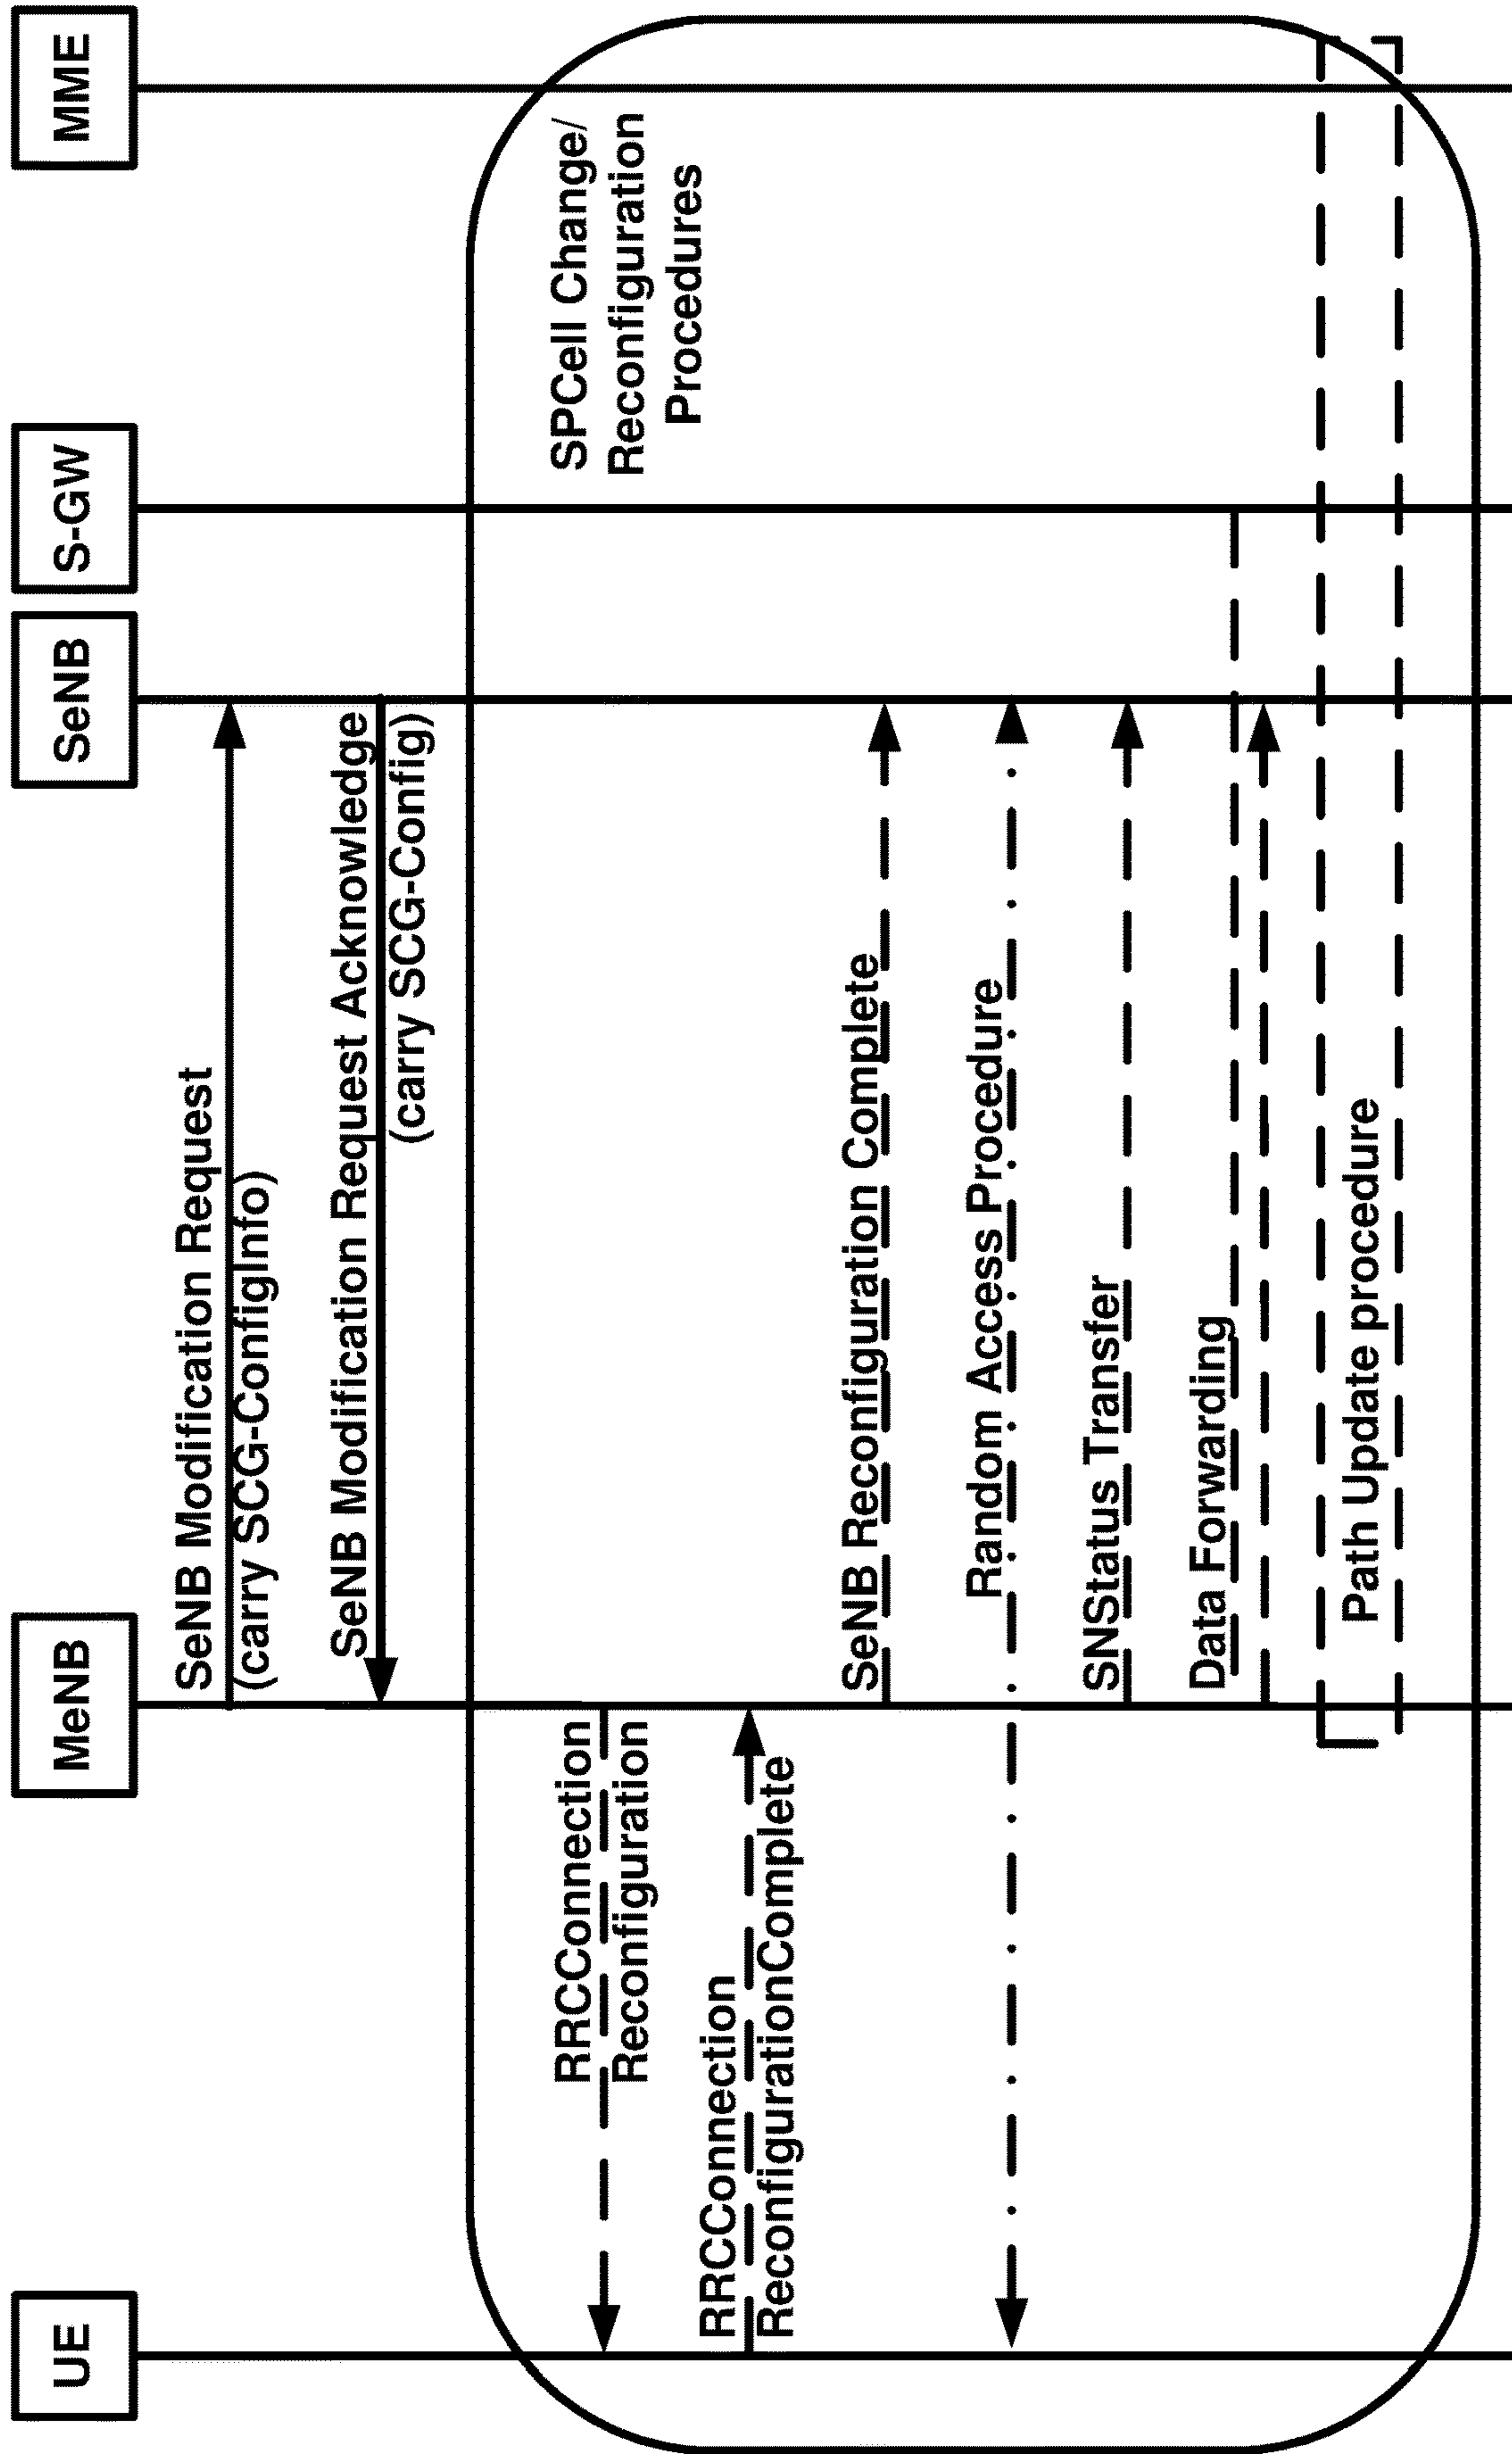 UE
MeNB
SeNB
S-GW
MME
SeNB Modification Request
(carry SCG-ConfigInfo)
SeNB Modification Request Acknowledge
(carry SCG-Config)
SPCell Change/
Reconfiguration
Procedures
RRCConnection
Reconfiguration
RRCConnection
ReconfigurationComplete
SeNB Reconfiguration Complete
Random Access Procedure
SNStatus Transfer
Data Forwarding
Path Update procedure